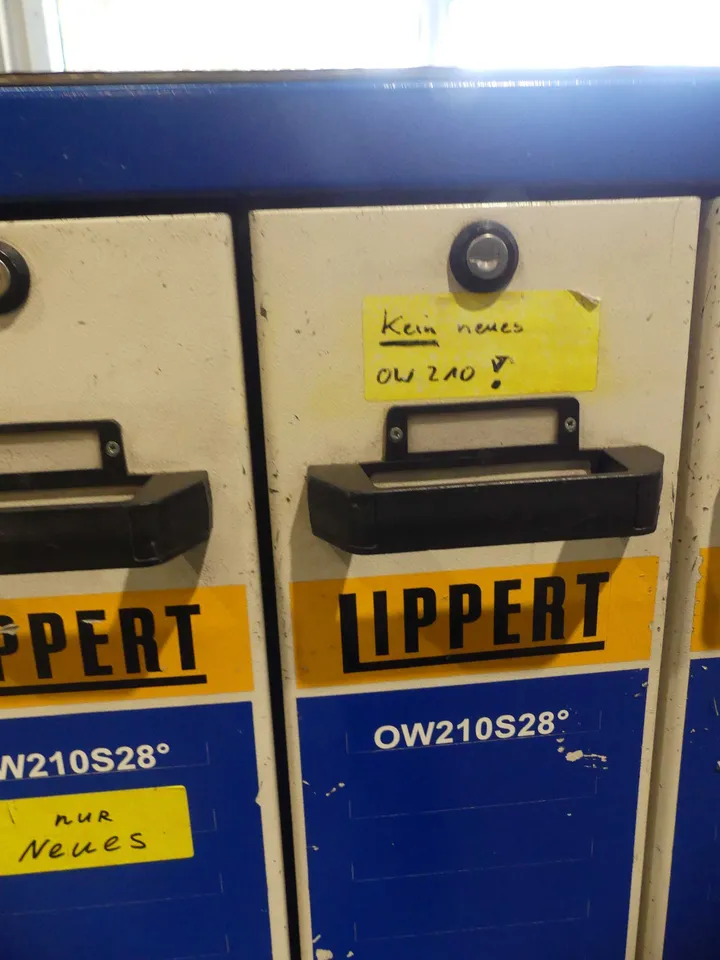 Kein neues
OW 210 !
LIPPERT
OW210S28°
PPERT
W210S28°
nur
Neues